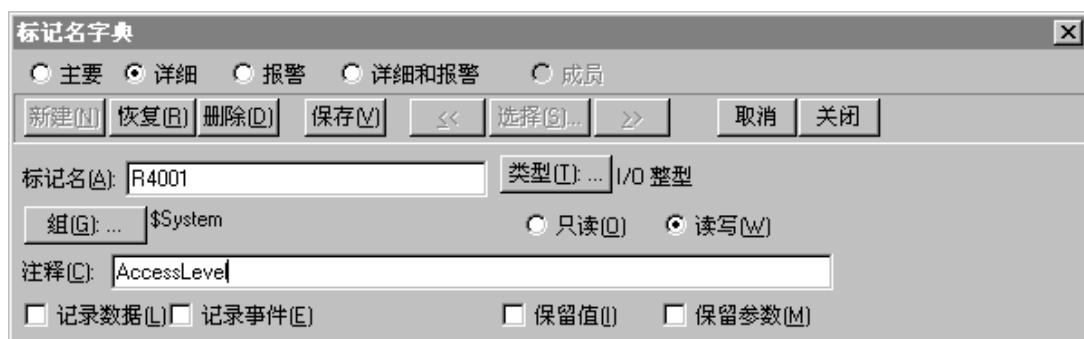 标记名字典
主要 详细 报警 详细和报警 成员
新建(N) 恢复(R) 删除(D) 保存(V) << 选择(S)... >> 取消 关闭
标记名(A): R4001 类型(T): ... I/O 整型
组(G): ... $System 只读(O) 读写(W)
注释(C): AccessLevel
记录数据(L) 记录事件(E) 保留值(I) 保留参数(M)